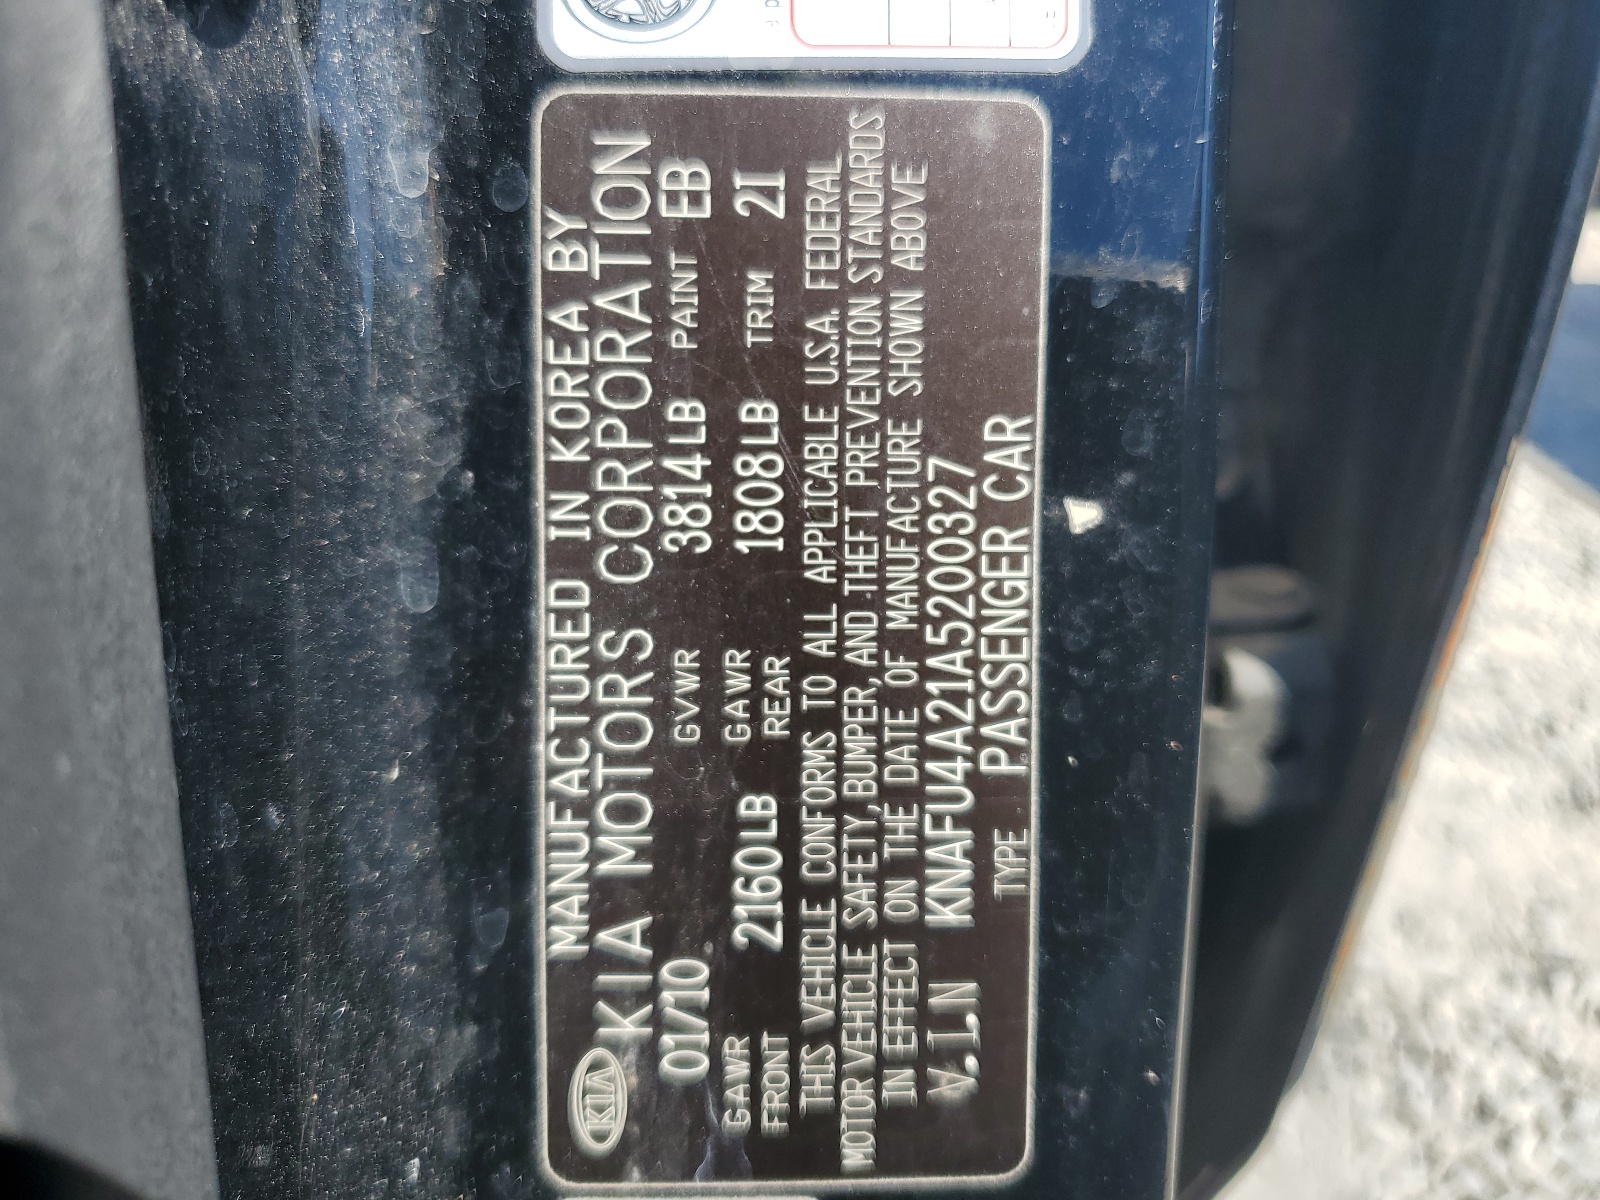 KIA
MANUFACTURED IN KOREA BY
KIA MOTORS CORPORATION
01/10 GVWR 3814LB PAINT EB
GAWR FRONT 2160LB GAWR REAR 1808LB TRIM 2I
THIS VEHICLE CONFORMS TO ALL APPLICABLE U.S.A. FEDERAL
MOTOR VEHICLE SAFETY, BUMPER, AND THEFT PREVENTION STANDARDS
IN EFFECT ON THE DATE OF MANUFACTURE SHOWN ABOVE
V.I.N KNAFU4A21A5200327
TYPE PASSENGER CAR